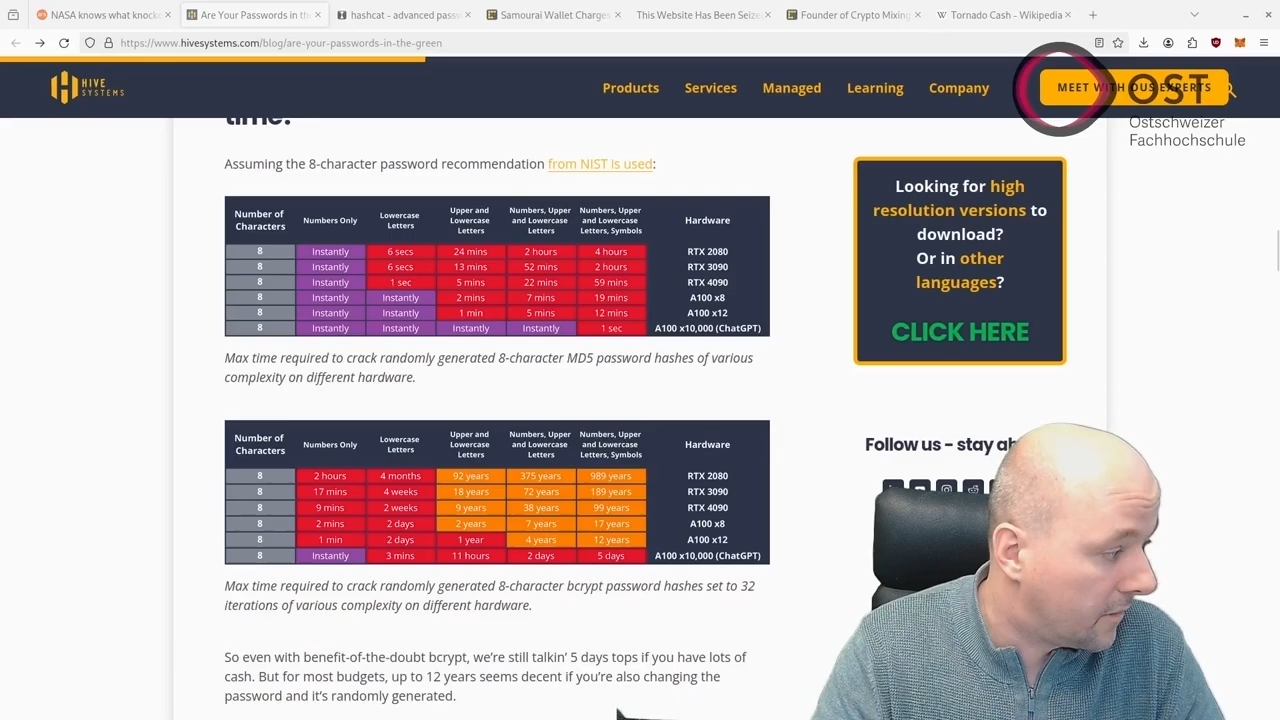 NASA knows what knock
Are Your Passwords in the
hashcat - advanced passw
Samourai Wallet Charges
This Website Has Been Seize
Founder of Crypto Mixing
Tornado Cash - Wikipedia
https://www.hivesystems.com/blog/are-your-passwords-in-the-green
HIVE
SYSTEMS
Products
Services
Managed
Learning
Company
MEET WITH OUR EXPERTS
OST
Ostschweizer
Fachhochschule
time?
Assuming the 8-character password recommendation from NIST is used:
Number of Characters Numbers Only Lowercase Letters Upper and Lowercase Letters Numbers, Upper and Lowercase Letters Numbers, Upper and Lowercase Letters, Symbols Hardware
8 Instantly 6 secs 24 mins 2 hours 4 hours RTX 2080
8 Instantly 6 secs 13 mins 52 mins 2 hours RTX 3090
8 Instantly 1 sec 5 mins 22 mins 59 mins RTX 4090
8 Instantly Instantly 2 mins 7 mins 19 mins A100 x8
8 Instantly Instantly 1 min 5 mins 12 mins A100 x12
8 Instantly Instantly Instantly Instantly 1 sec A100 x10,000 (ChatGPT)
Max time required to crack randomly generated 8-character MD5 password hashes of various
complexity on different hardware.
Number of Characters Numbers Only Lowercase Letters Upper and Lowercase Letters Numbers, Upper and Lowercase Letters Numbers, Upper and Lowercase Letters, Symbols Hardware
8 2 hours 4 months 92 years 375 years 989 years RTX 2080
8 17 mins 4 weeks 18 years 72 years 189 years RTX 3090
8 9 mins 2 weeks 9 years 38 years 99 years RTX 4090
8 2 mins 2 days 2 years 7 years 17 years A100 x8
8 1 min 2 days 1 year 4 years 12 years A100 x12
8 Instantly 3 mins 11 hours 2 days 5 days A100 x10,000 (ChatGPT)
Max time required to crack randomly generated 8-character bcrypt password hashes set to 32
iterations of various complexity on different hardware.
So even with benefit-of-the-doubt bcrypt, we're still talkin' 5 days tops if you have lots of
cash. But for most budgets, up to 12 years seems decent if you're also changing the
password and it's randomly generated.
Looking for high
resolution versions to
download?
Or in other
languages?
CLICK HERE
Follow us - stay ah